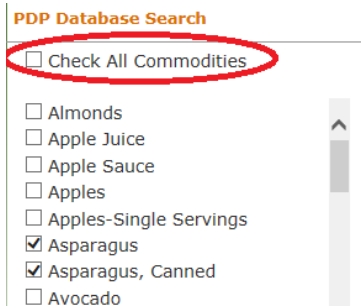 PDP Database Search
Check All Commodities
Almonds
Apple Juice
Apple Sauce
Apples
Apples-Single Servings
Asparagus
Asparagus, Canned
Avocado